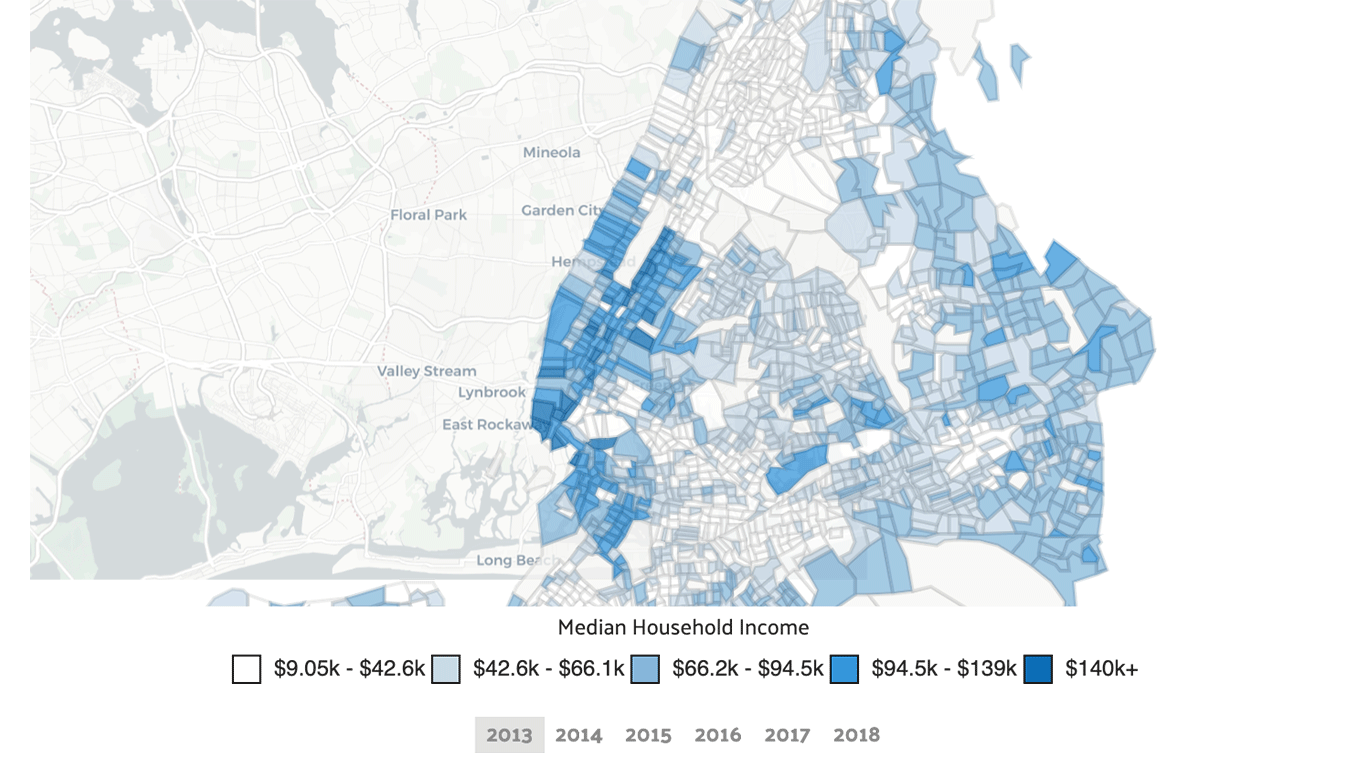 Mineola
Floral Park
Garden City
Hempstead
Valley Stream
Lynbrook
East Rockaw
Long Beach
Median Household Income
$9.05k - $42.6k
$42.6k - $66.1k
$66.2k - $94.5k
$94.5k - $139k
$140k+
2013 2014 2015 2016 2017 2018